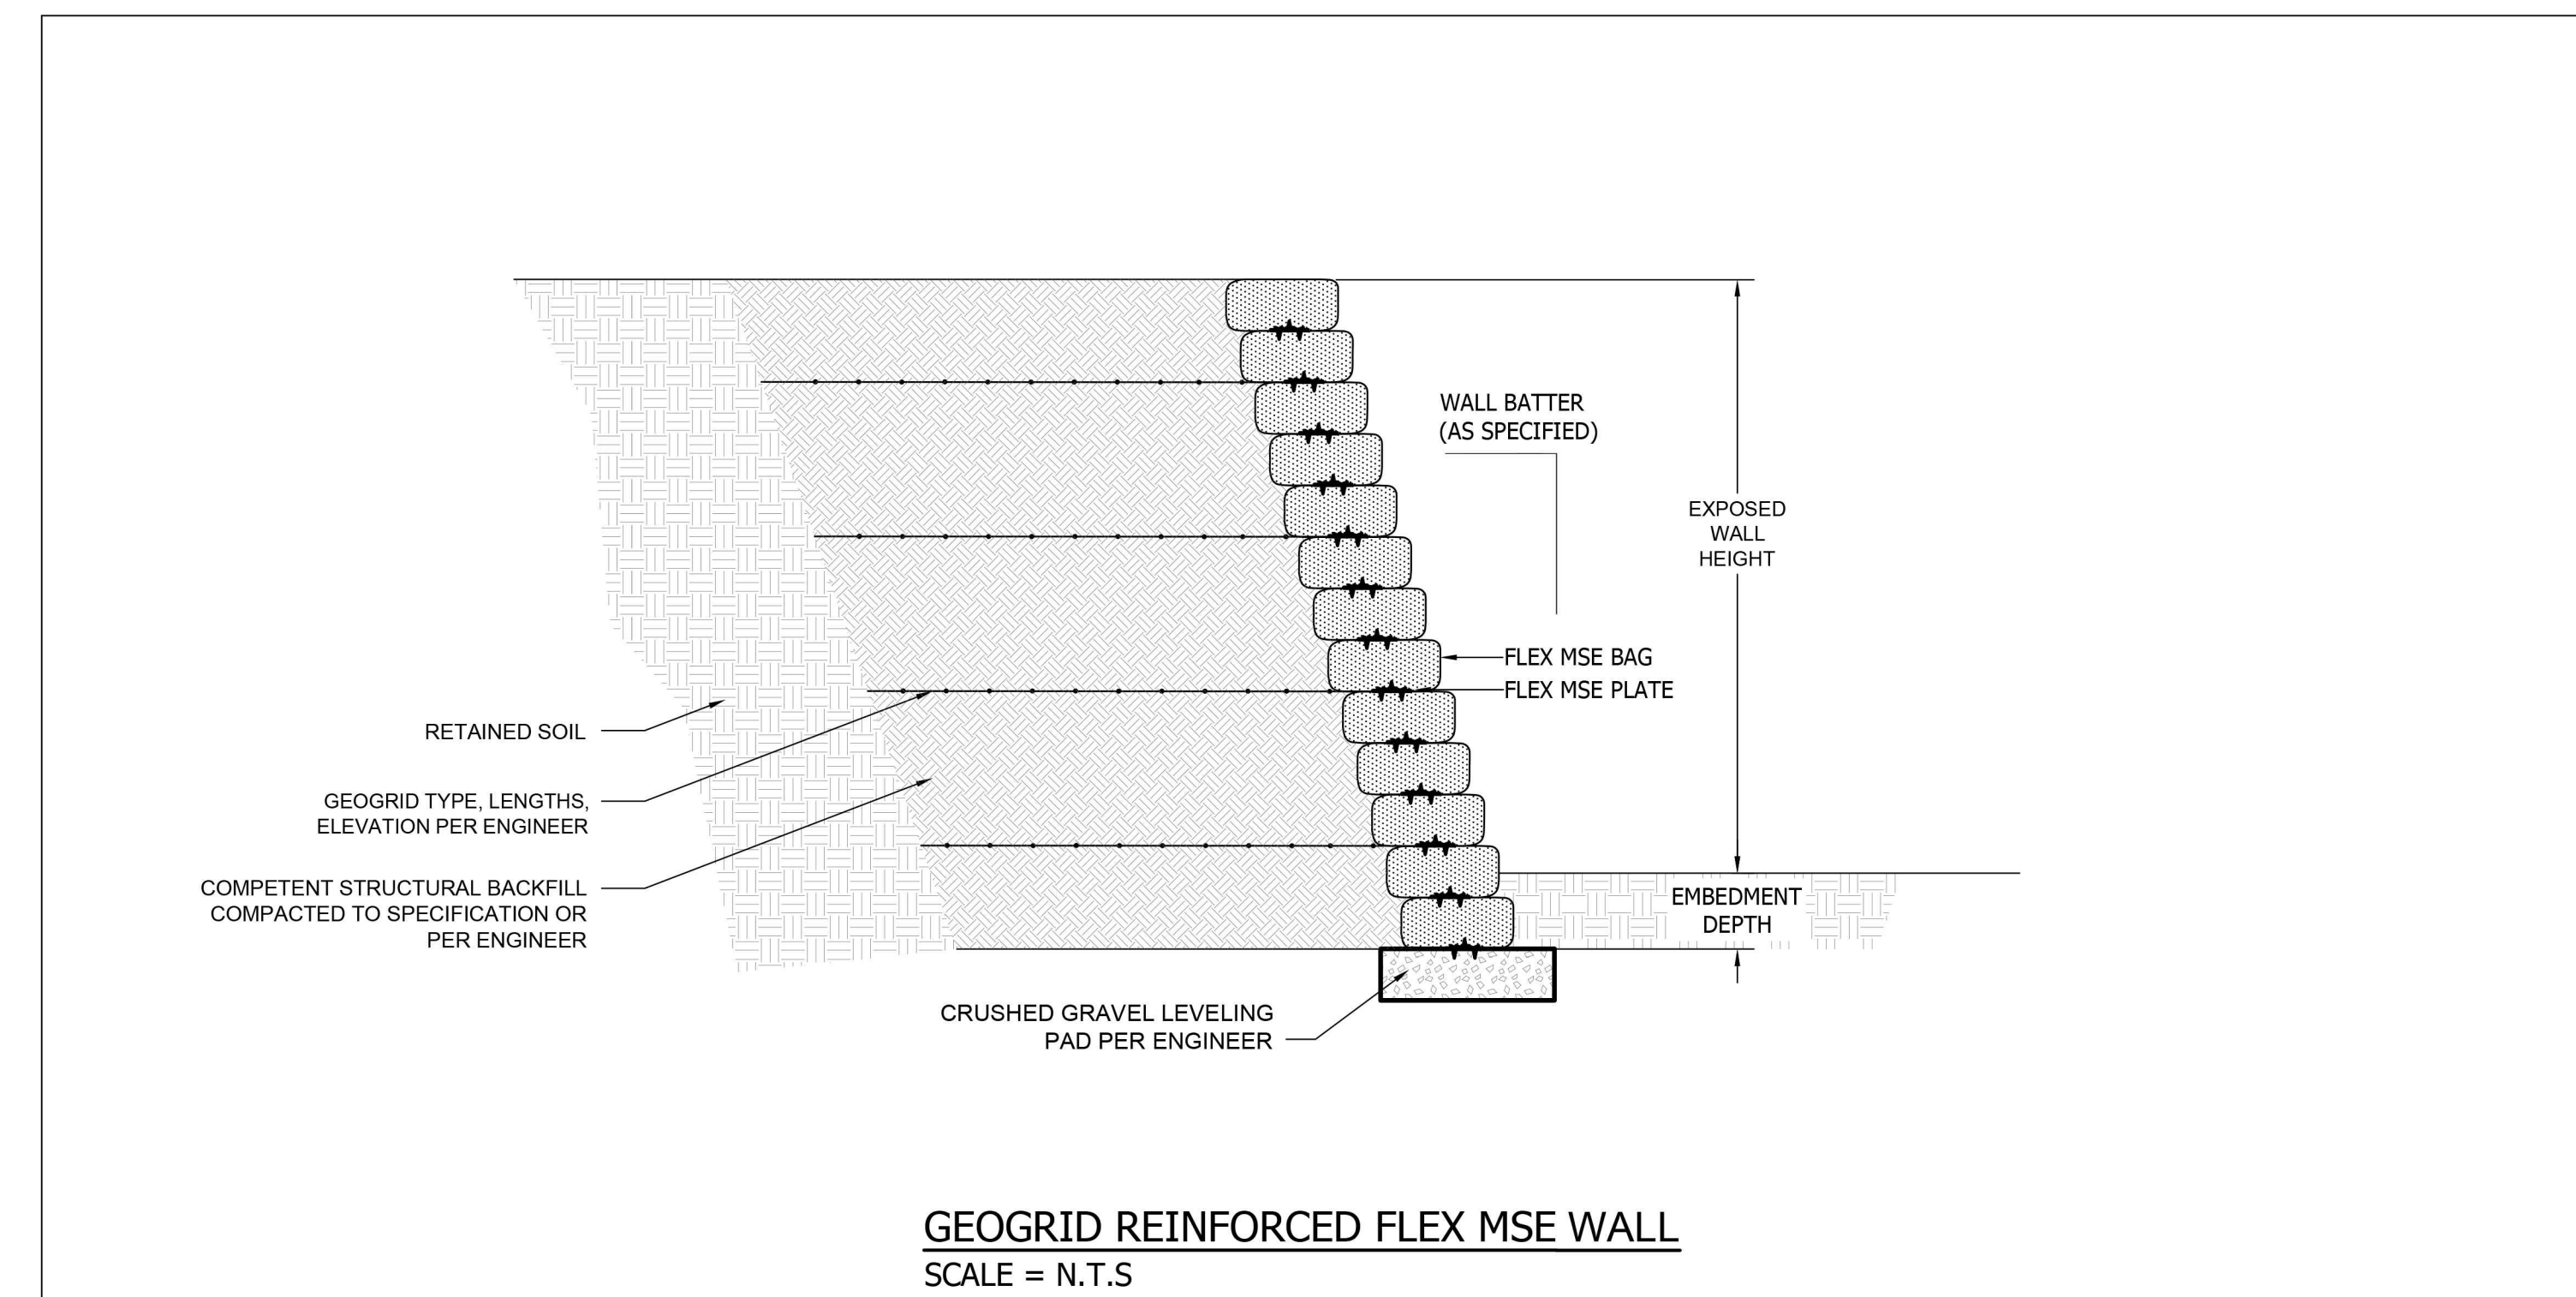 WALL BATTER
(AS SPECIFIED)
EXPOSED
WALL
HEIGHT
FLEX MSE BAG
FLEX MSE PLATE
RETAINED SOIL
GEOGRID TYPE, LENGTHS,
ELEVATION PER ENGINEER
COMPETENT STRUCTURAL BACKFILL
COMPACTED TO SPECIFICATION OR
PER ENGINEER
EMBEDMENT
DEPTH
CRUSHED GRAVEL LEVELING
PAD PER ENGINEER
GEOGRID REINFORCED FLEX MSE WALL
SCALE = N.T.S